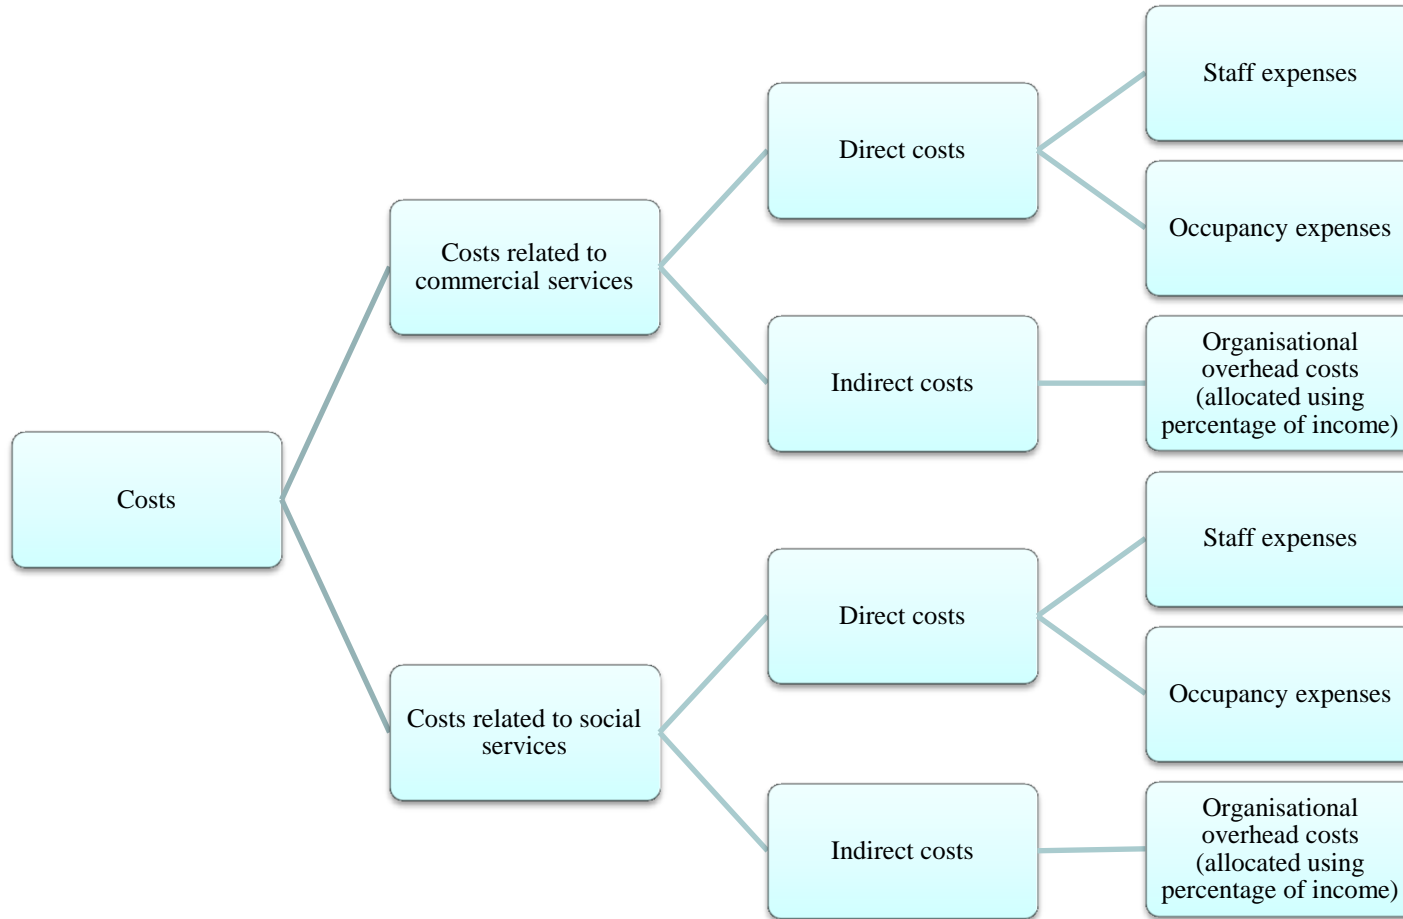 Costs
Costs related to
commercial services
Direct costs
Staff expenses
Occupancy expenses
Indirect costs
Organisational
overhead costs
(allocated using
percentage of income)
Costs related to social
services
Direct costs
Staff expenses
Occupancy expenses
Indirect costs
Organisational
overhead costs
(allocated using
percentage of income)